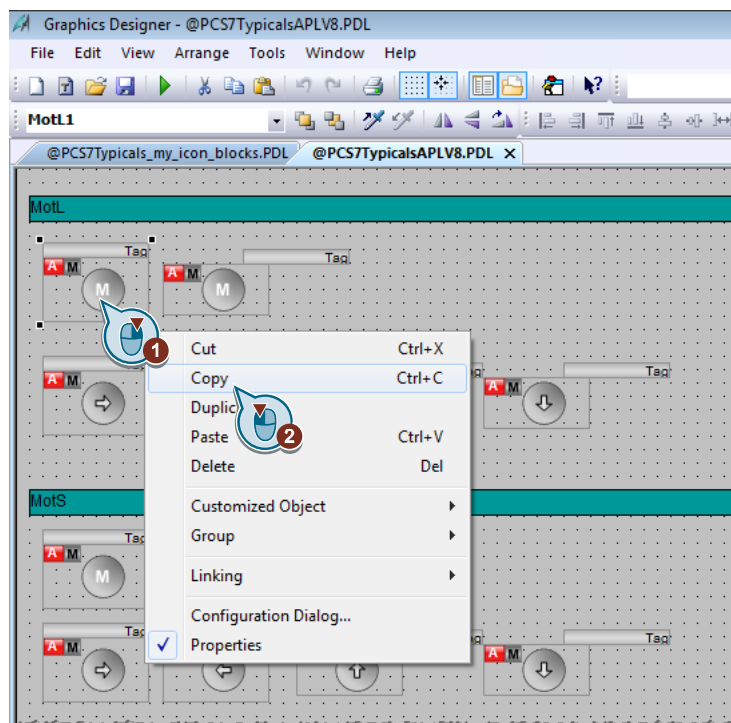 Graphics Designer - @PCS7TypicalsAPLV8.PDL
File Edit View Arrange Tools Window Help
MotL1
@PCS7Typicals_my_icon_blocks.PDL @PCS7TypicalsAPLV8.PDL X
MotL
Tag Tag
A M A M
M M
1
Cut Ctrl+X
Copy Ctrl+C
Tag
A M A M
2
Paste Ctrl+V
Delete Del
MotS
Customized Object
Group
Tag
A M
M
Linking
Configuration Dialog...
Properties
Tag Tag
A M A M